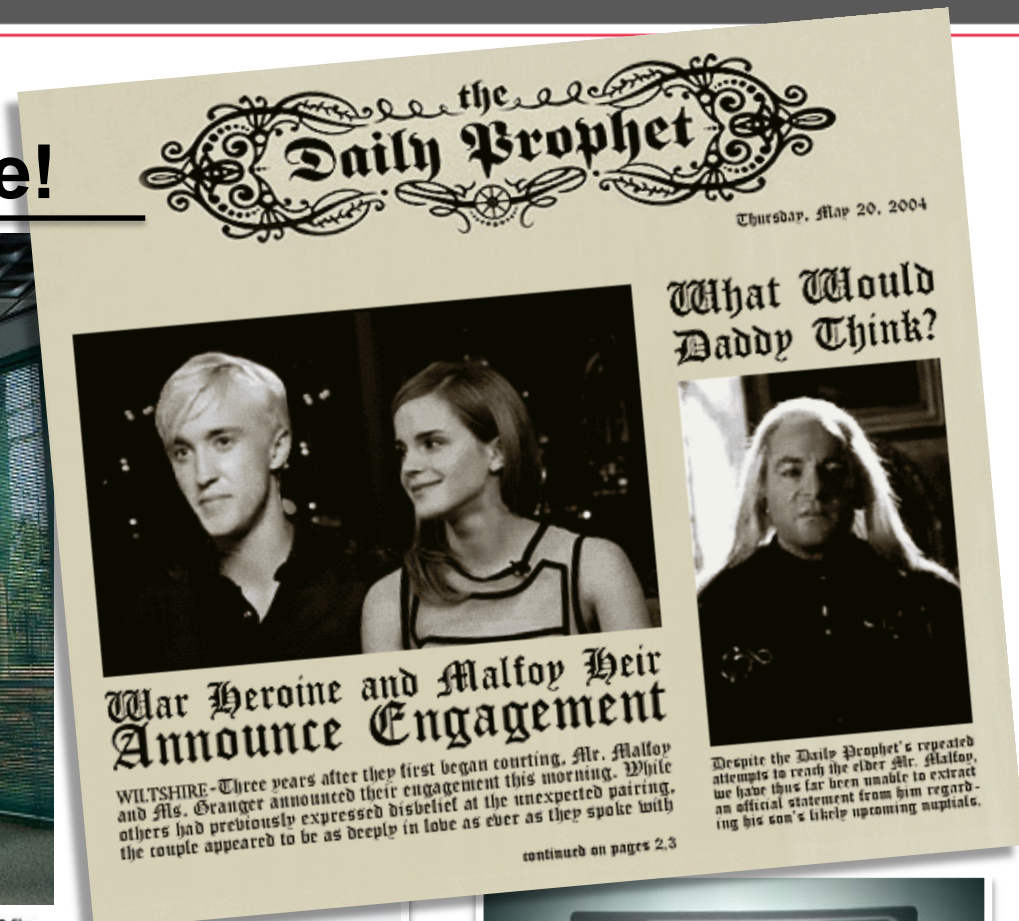 e!
the
Daily Prophet
Thursday, May 20, 2004
What Would
Daddy Think?
War Heroine and Malfoy Heir
Announce Engagement
WILTSHIRE-Three years after they first began courting, Mr. Malfoy
and Ms. Granger announced their engagement this morning. While
others had previously expressed disbelief at the unexpected pairing,
the couple appeared to be as deeply in love as ever as they spoke with
continued on pages 2,3
Despite the Daily Prophet's repeated
attempts to reach the elder Mr. Malfoy,
we have thus far been unable to extract
an official statement from him regard-
ing his son's likely upcoming nuptials.